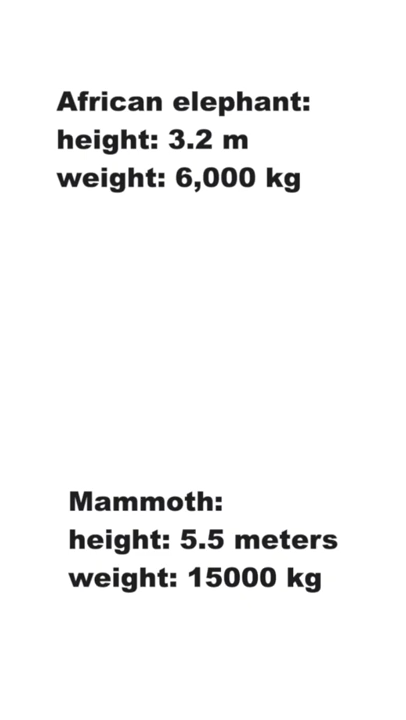 African elephant:
height: 3.2 m
weight: 6,000 kg
Mammoth:
height: 5.5 meters
weight: 15000 kg